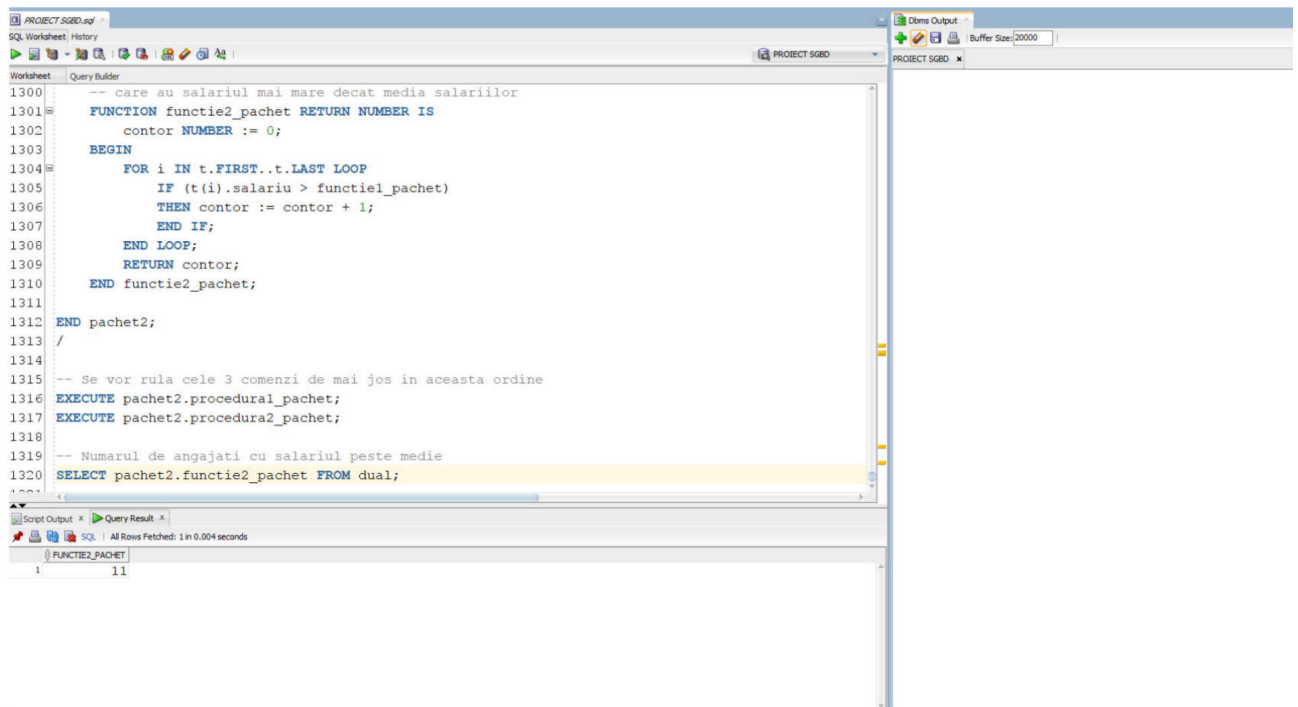 PROIECT SGBD.sql
SQL Worksheet History
PROIECT SGBD
Worksheet Query Builder
1300 -- care au salariul mai mare decat media salariilor
1301 FUNCTION functie2_pachet RETURN NUMBER IS
1302 contor NUMBER := 0;
1303 BEGIN
1304 FOR i IN t.FIRST..t.LAST LOOP
1305 IF (t(i).salariu > functie1_pachet)
1306 THEN contor := contor + 1;
1307 END IF;
1308 END LOOP;
1309 RETURN contor;
1310 END functie2_pachet;
1311
1312 END pachet2;
1313 /
1314
1315 -- Se vor rula cele 3 comenzi de mai jos in aceasta ordine
1316 EXECUTE pachet2.procedura1_pachet;
1317 EXECUTE pachet2.procedura2_pachet;
1318
1319 -- Numarul de angajati cu salariul peste medie
1320 SELECT pachet2.functie2_pachet FROM dual;
Script Output x Query Result x
SQL | All Rows Fetched: 1 in 0.004 seconds
FUNCTIE2_PACHET
1 11
Dbms Output
Buffer Size: 20000
PROIECT SGBD x